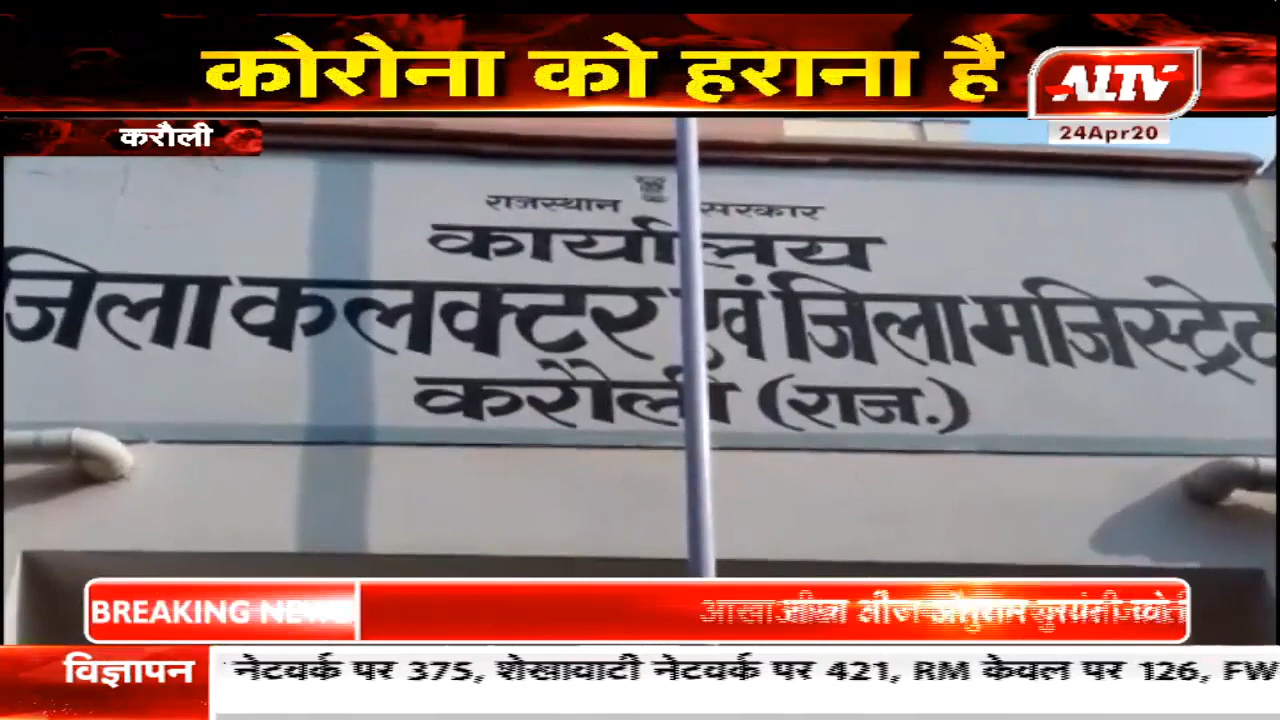 कोरोना को हराना है
ALTV
24Apr20
करौली
राजस्थान सरकार
कार्यालय
जिला कलक्टर एवं जिला मजिस्ट्रेट
करौली (राज.)
BREAKING NEWS
विज्ञापन
नेटवर्क पर 375, शेखावाटी नेटवर्क पर 421, RM केवल पर 126, FW